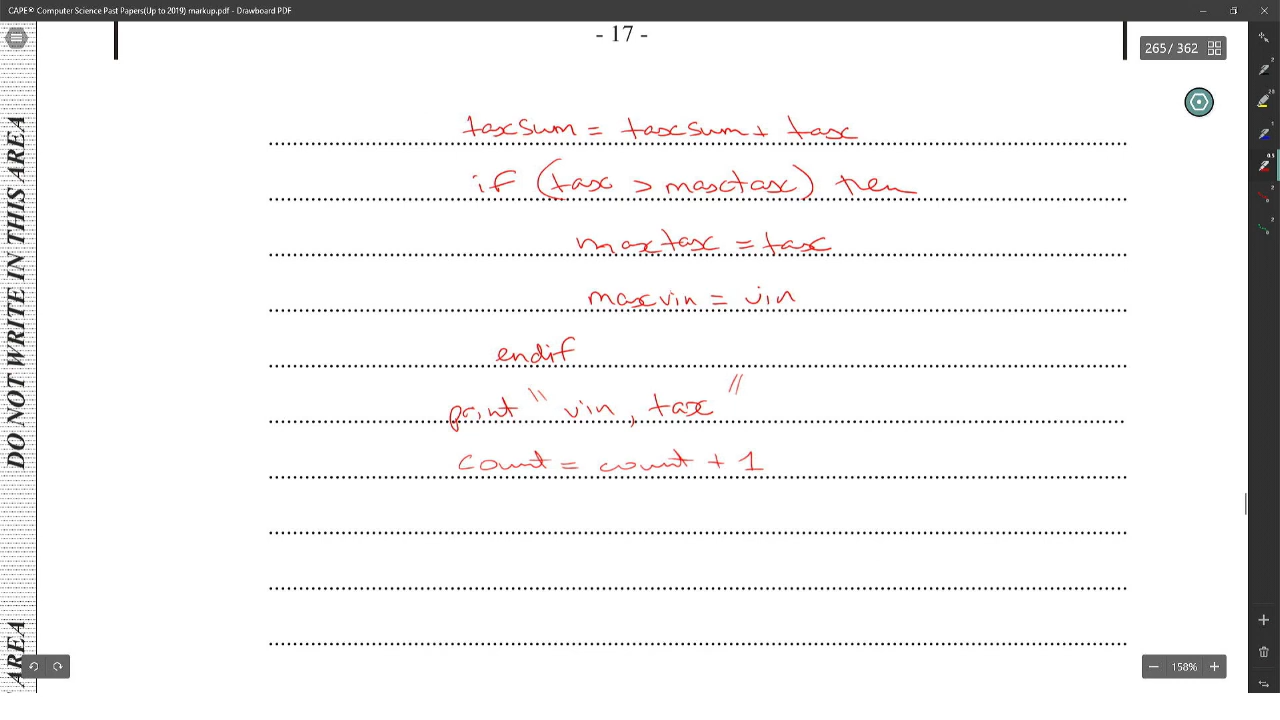 CAPE® Computer Science Past Papers(Up to 2019) markup.pdf - Drawboard PDF
- 17 -
265/ 362
DO NOT WRITE IN THIS AREA
taxsum = taxsum + tax
if (tax > maxtax) then
maxtax = tax
maxvin = vin
endif
print " vin, tax "
count = count + 1
AREA
158%